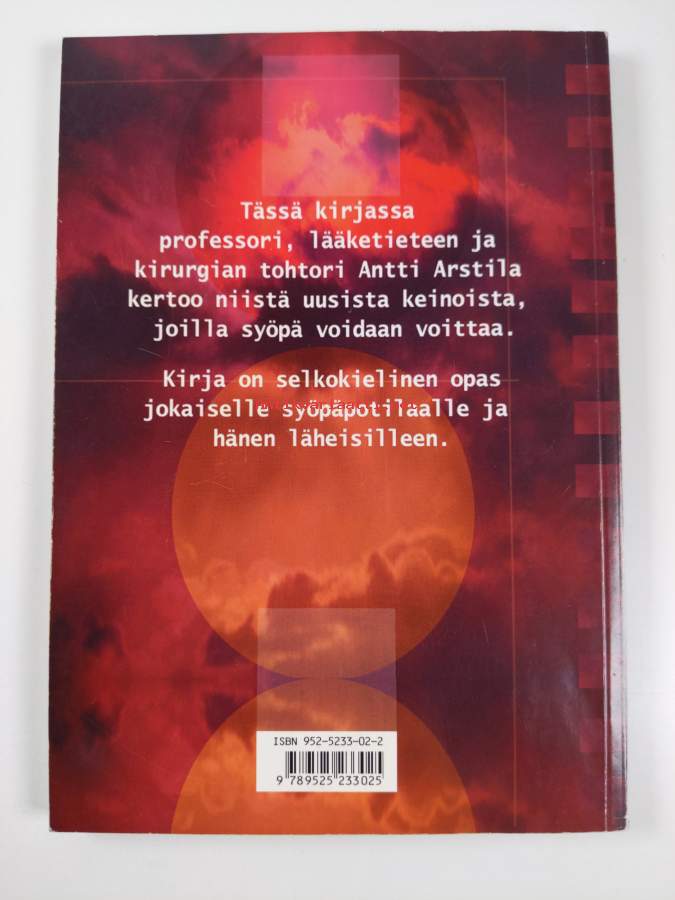 Tässä kirjassa
professori, lääketieteen ja
kirurgian tohtori Antti Arstila
kertoo niistä uusista keinoista,
joilla syöpä voidaan voittaa.
Kirja on selkokielinen opas
jokaiselle syöpäpotilaalle ja
hänen läheisilleen.
ISBN 952-5233-02-2
9 789525 233025